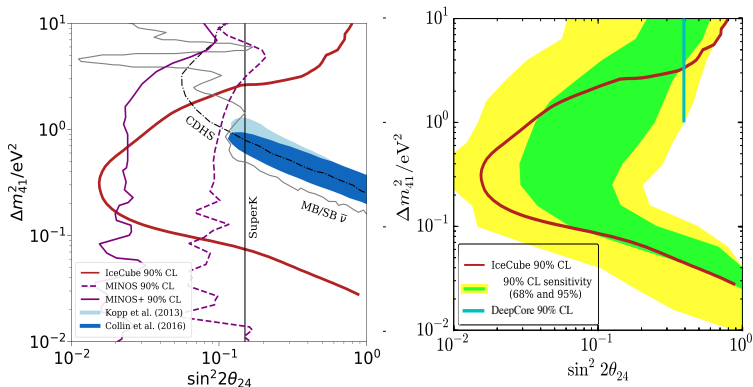 10¹
10⁰
10⁻¹
10⁻²
Δm²₄₁/eV²
CDHS
SuperK
MB/SB ν̅
IceCube 90% CL
MINOS 90% CL
MINOS+ 90% CL
Kopp et al. (2013)
Collin et al. (2016)
10⁻²
10⁻¹
10⁰
sin²2θ₂₄
10¹
10⁰
10⁻¹
10⁻²
Δm²₄₁/eV²
IceCube 90% CL
90% CL sensitivity
(68% and 95%)
DeepCore 90% CL
10⁻²
10⁻¹
10⁰
sin² 2θ₂₄